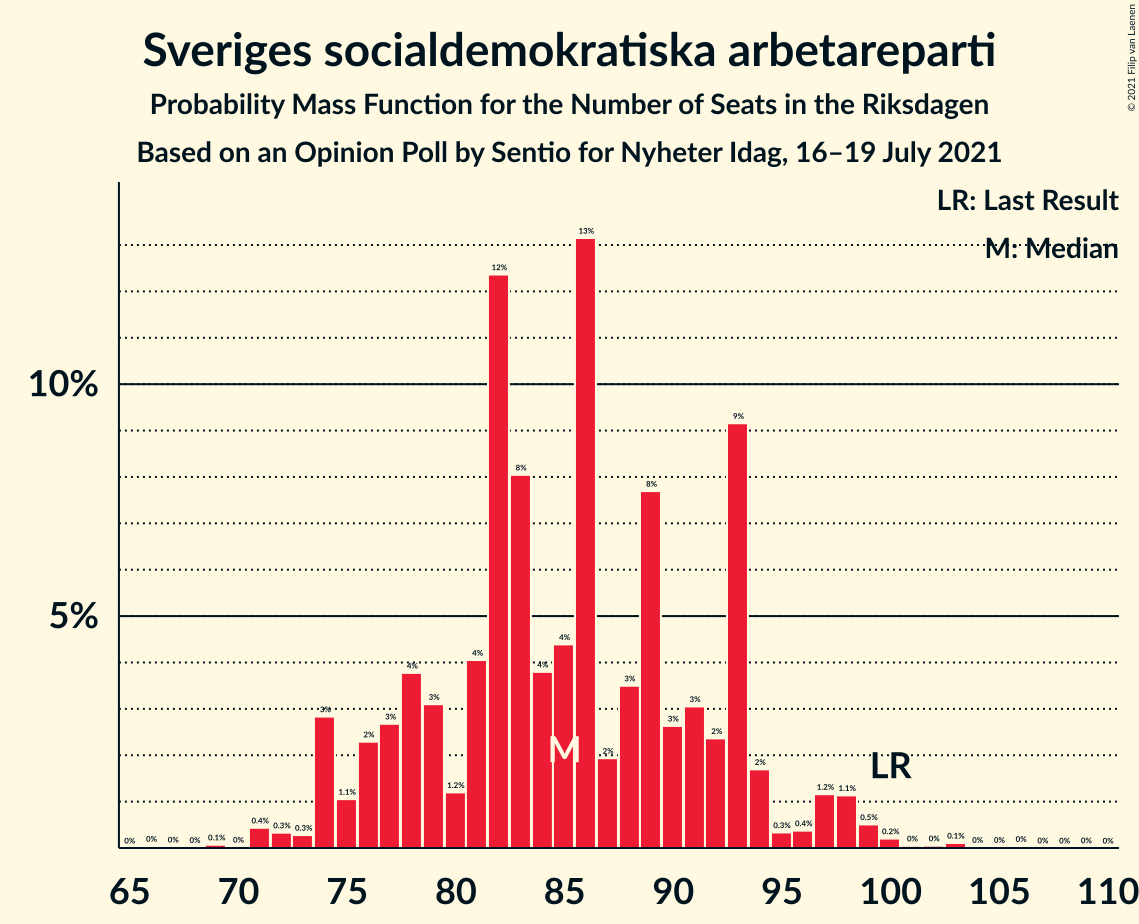 Sveriges socialdemokratiska arbetareparti
Probability Mass Function for the Number of Seats in the Riksdagen
Based on an Opinion Poll by Sentio for Nyheter Idag, 16–19 July 2021
© 2021 Filip van Laenen
LR: Last Result
M: Median
10%
5%
0% 0% 0% 0% 0.1% 0% 0.4% 0.3% 0.3% 3% 1.1% 2% 3% 4% 3% 1.2% 4% 12% 8% 4% 4% 13% 2% 3% 8% 3% 3% 2% 9% 2% 0.3% 0.4% 1.2% 1.1% 0.5% 0.2% 0% 0% 0.1% 0% 0% 0% 0% 0% 0% 0%
M
LR
65 70 75 80 85 90 95 100 105 110